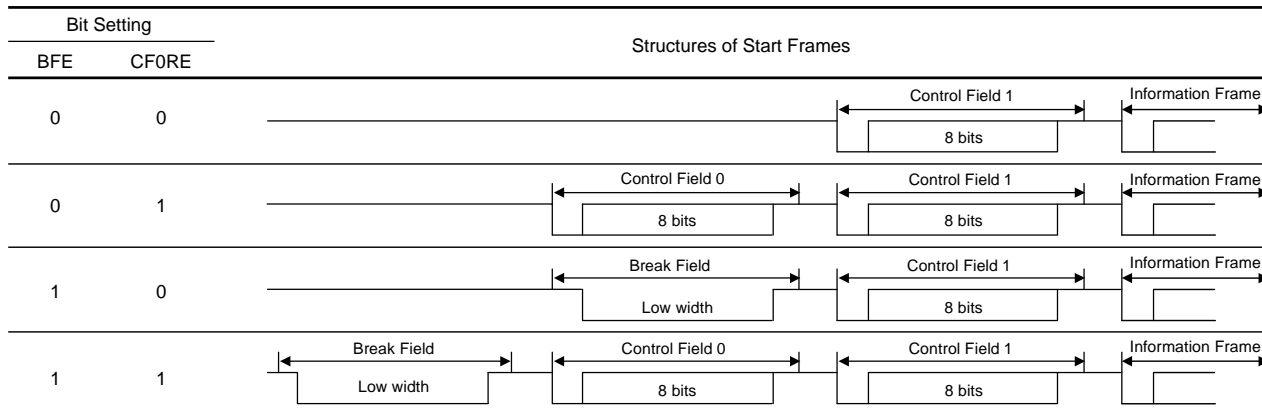 Bit Setting
Structures of Start Frames
BFE CF0RE
0 0 Control Field 1 Information Frame
8 bits
0 1 Control Field 0 Control Field 1 Information Frame
8 bits 8 bits
1 0 Break Field Control Field 1 Information Frame
Low width 8 bits
1 1 Break Field Control Field 0 Control Field 1 Information Frame
Low width 8 bits 8 bits